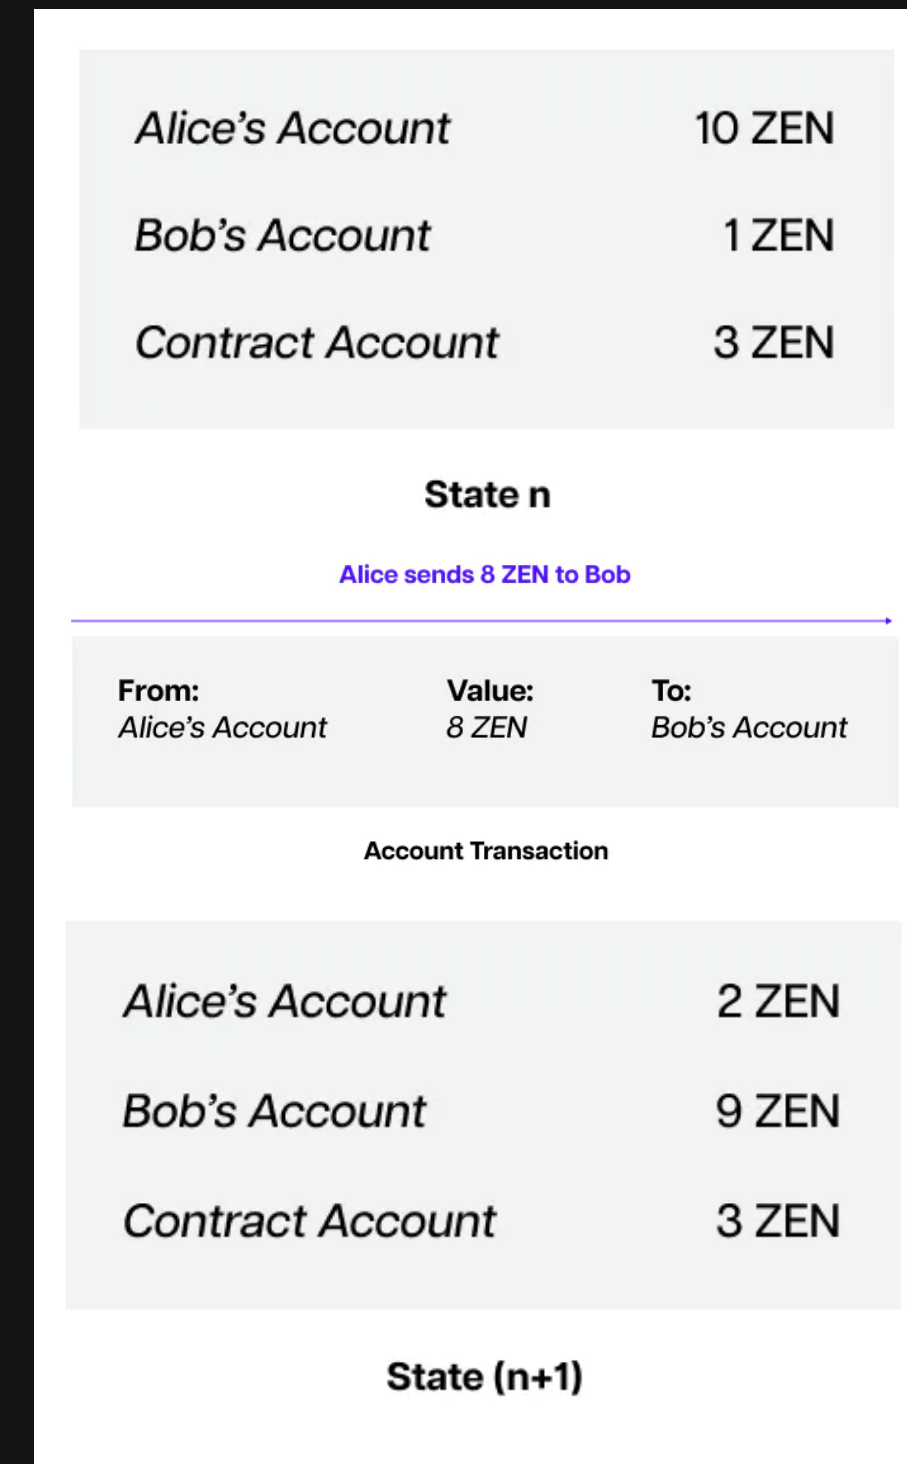 Alice’s Account 10 ZEN
Bob’s Account 1 ZEN
Contract Account 3 ZEN
State n
Alice sends 8 ZEN to Bob
From: Value: To:
Alice’s Account 8 ZEN Bob’s Account
Account Transaction
Alice’s Account 2 ZEN
Bob’s Account 9 ZEN
Contract Account 3 ZEN
State (n+1)